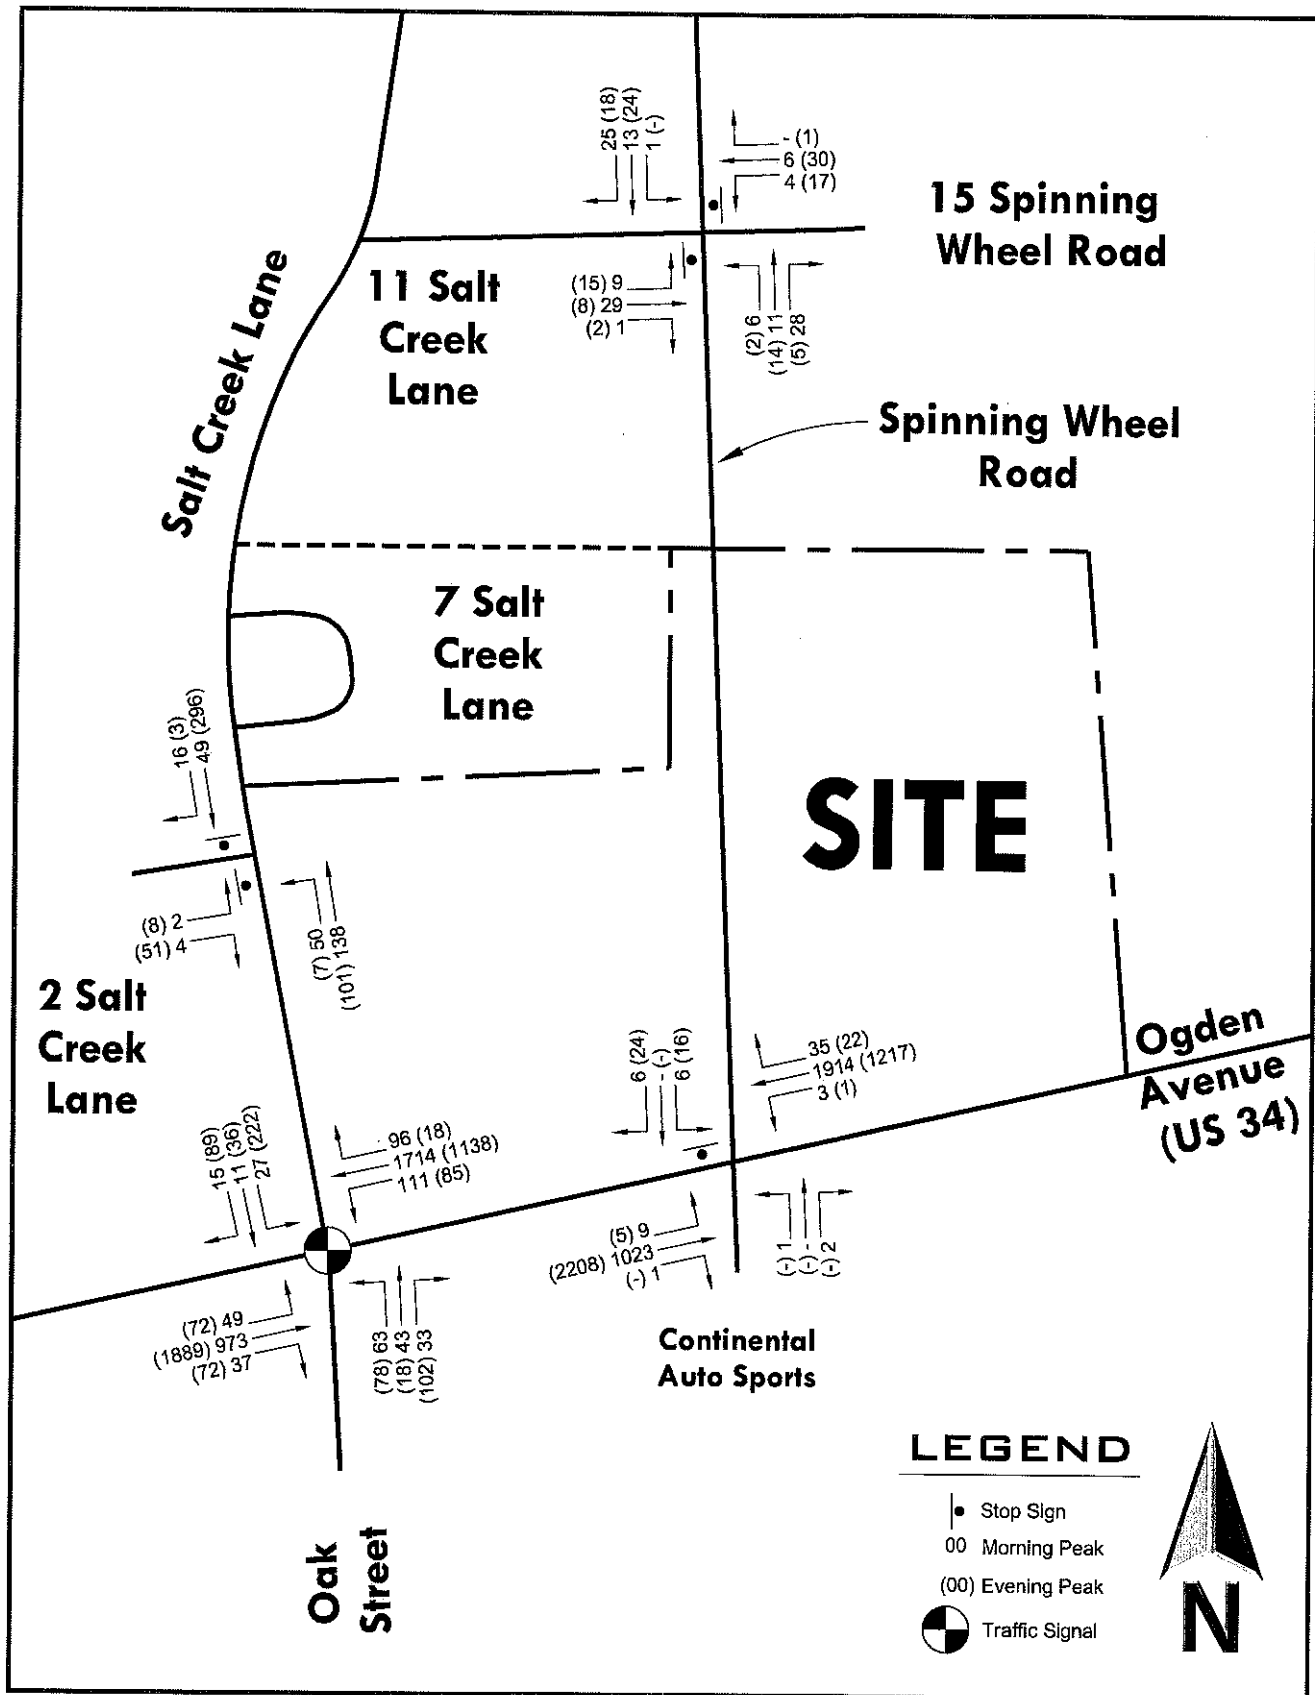 25 (18)
13 (24)
1 (-)
- (1)
6 (30)
4 (17)
15 Spinning
Wheel Road
(15) 9
(8) 29
(2) 1
(2) 6
(14) 11
(5) 28
11 Salt
Creek
Lane
Salt Creek Lane
Spinning Wheel
Road
7 Salt
Creek
Lane
16 (3)
49 (296)
SITE
(8) 2
(51) 4
(7) 50
(101) 138
2 Salt
Creek
Lane
6 (24)
- (-)
6 (16)
35 (22)
1914 (1217)
3 (1)
Ogden
Avenue
(US 34)
15 (89)
11 (36)
27 (222)
96 (18)
1714 (1138)
111 (85)
(5) 9
(2208) 1023
(-) 1
(-) 1
(-) -
(-) 2
(72) 49
(1889) 973
(72) 37
(78) 63
(18) 43
(102) 33
Continental
Auto Sports
Oak
Street
LEGEND
Stop Sign
00 Morning Peak
(00) Evening Peak
Traffic Signal
N